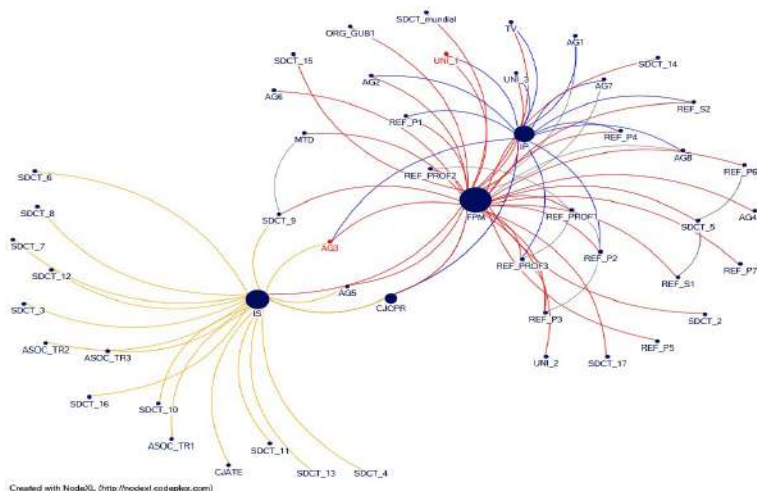 SDCT_mundial
TV
ORG_GUB1
AG1
UNI_1
SDCT_15
SDCT_14
UNI_3
AG2
AG7
AG6
REF_S2
REF_P1
REF_P4
MTD
IP
AG8
REF_P6
SDCT_6
REF_PROF2
SDCT_8
SDCT_9
FPM
REF_PROF1
SDCT_5
AG4
SDCT_7
AG3
REF_P2
REF_PROF3
REF_P7
SDCT_12
REF_S1
AG5
SDCT_3
IS
CJCPR
REF_P3
SDCT_2
ASOC_TR2
ASOC_TR3
REF_P5
UNI_2
SDCT_17
SDCT_16
SDCT_10
ASOC_TR1
SDCT_11
CJATE
SDCT_13
SDCT_4
Created with NodeXL (http://nodexl.codeplex.com)